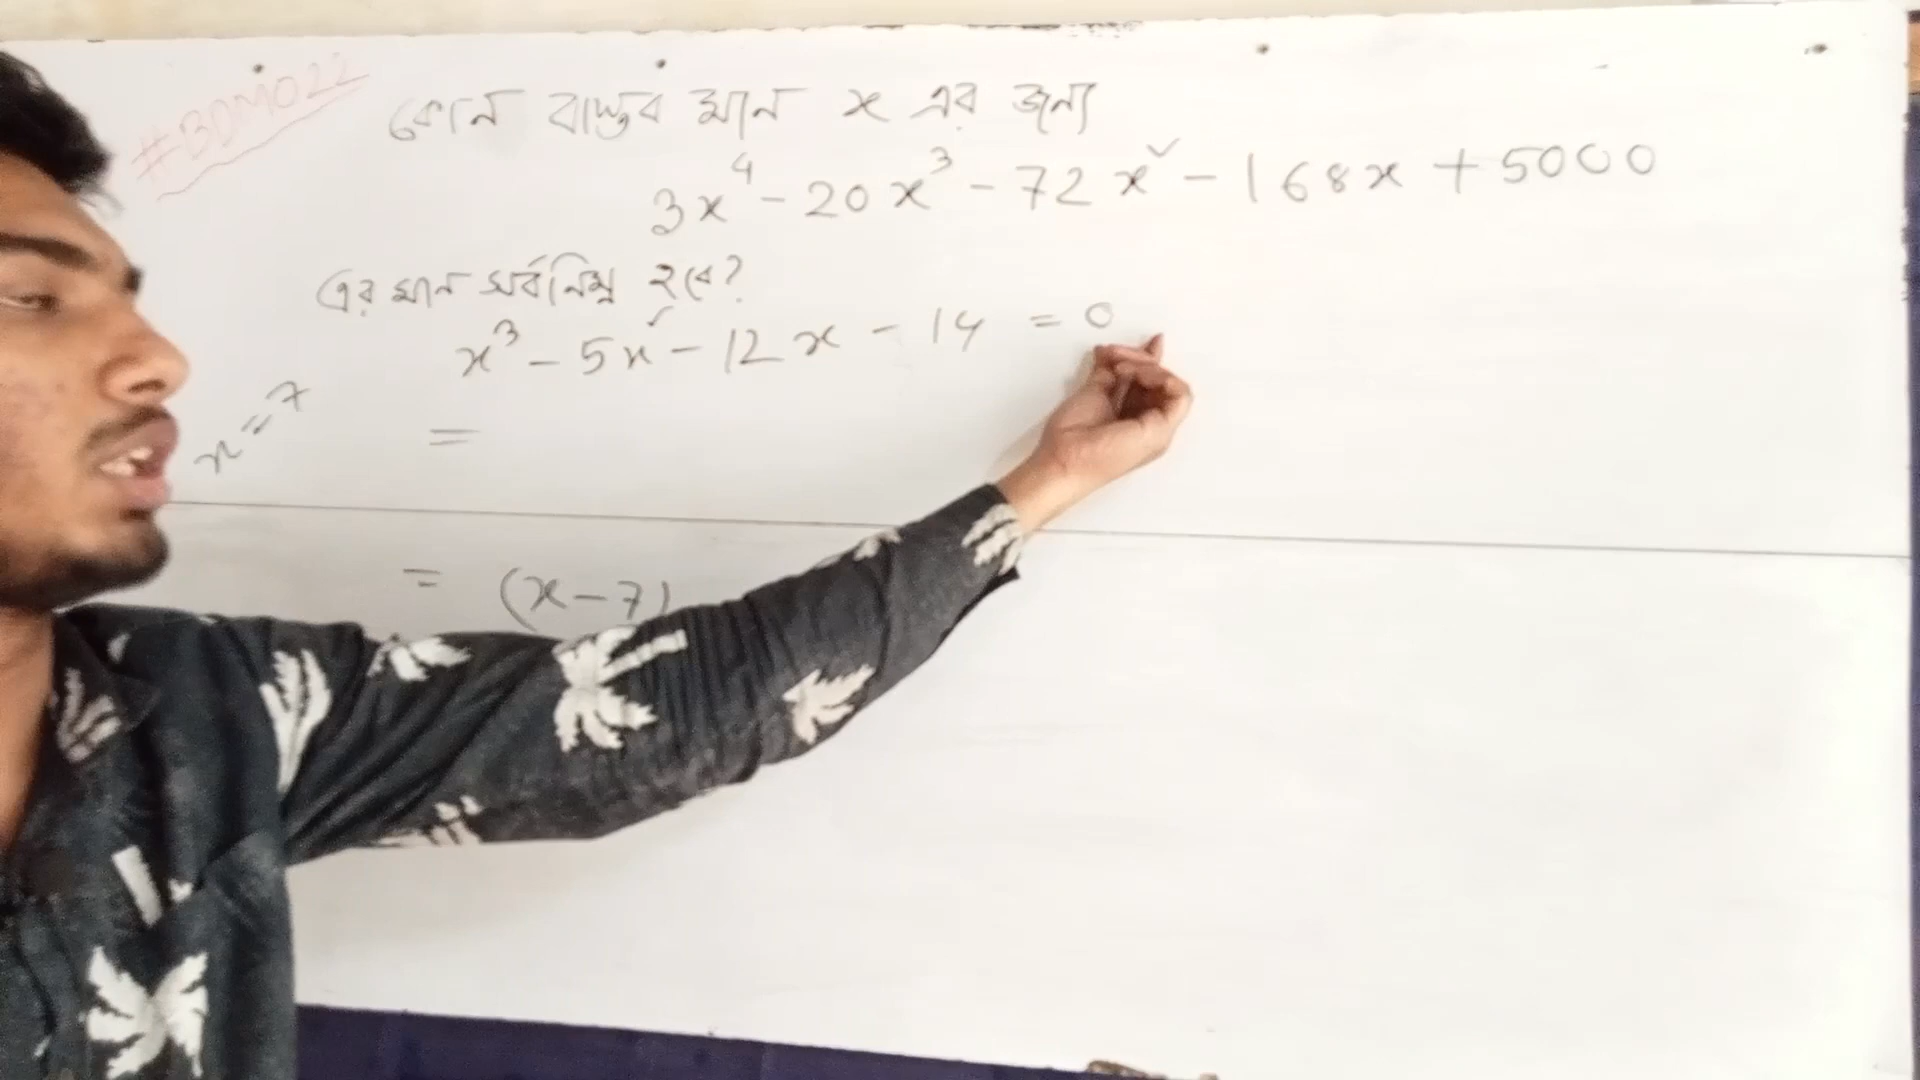 #BDMO22
কোন বাস্তব মান x এর জন্য
3x⁴ - 20x³ - 72x² - 168x + 5000
এর মান সর্বনিম্ন হবে?
x³ - 5x² - 12x - 14 = 0
x = 7
=
= (x - 7)